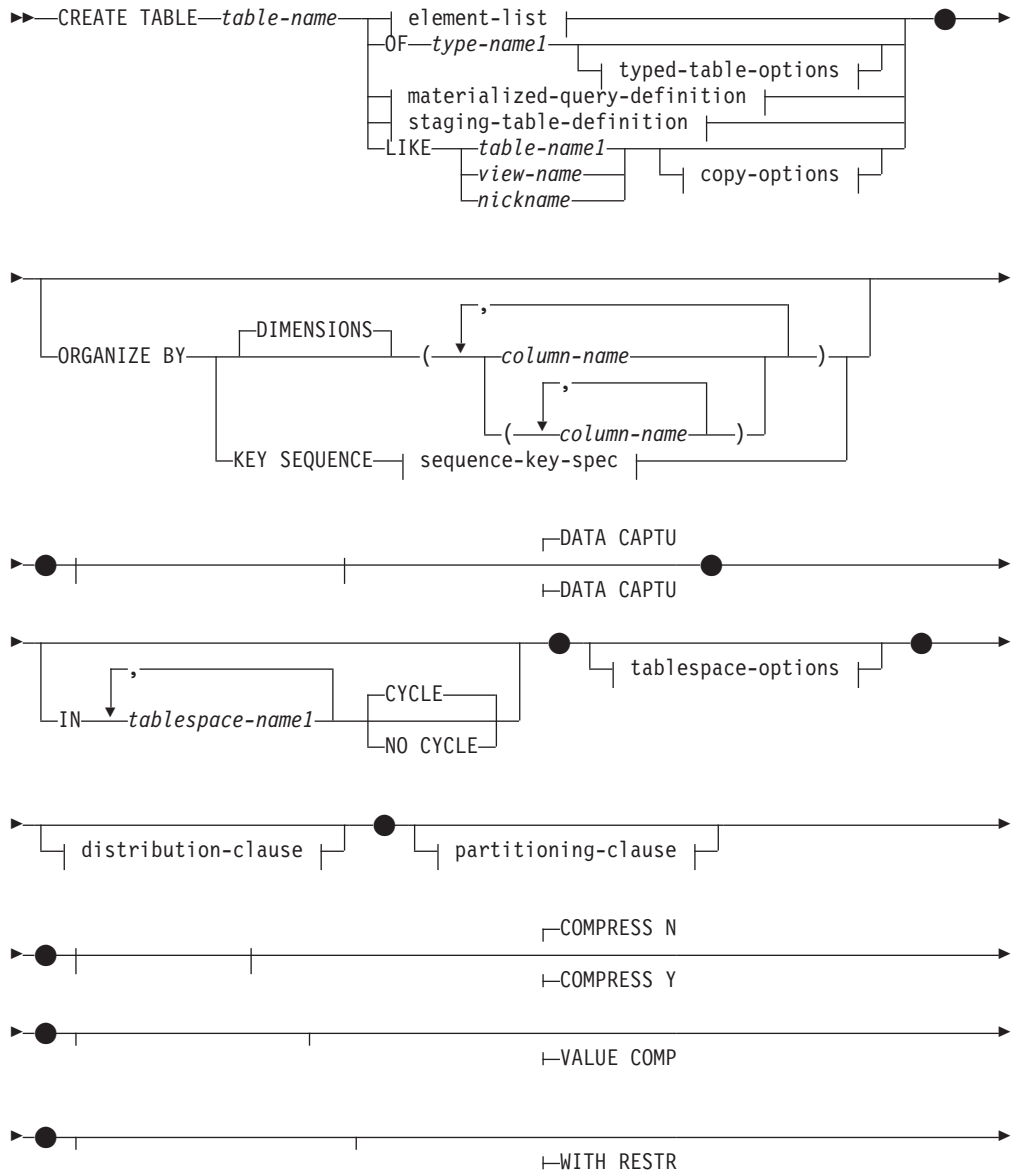 CREATE TABLE table-name element-list
OF type-name1
typed-table-options
materialized-query-definition
staging-table-definition
LIKE table-name1
view-name copy-options
nickname
,
DIMENSIONS
ORGANIZE BY ( column-name )
,
( column-name )
KEY SEQUENCE sequence-key-spec
DATA CAPTU
DATA CAPTU
, tablespace-options
CYCLE
IN tablespace-name1
NO CYCLE
distribution-clause partitioning-clause
COMPRESS N
COMPRESS Y
VALUE COMP
WITH RESTR